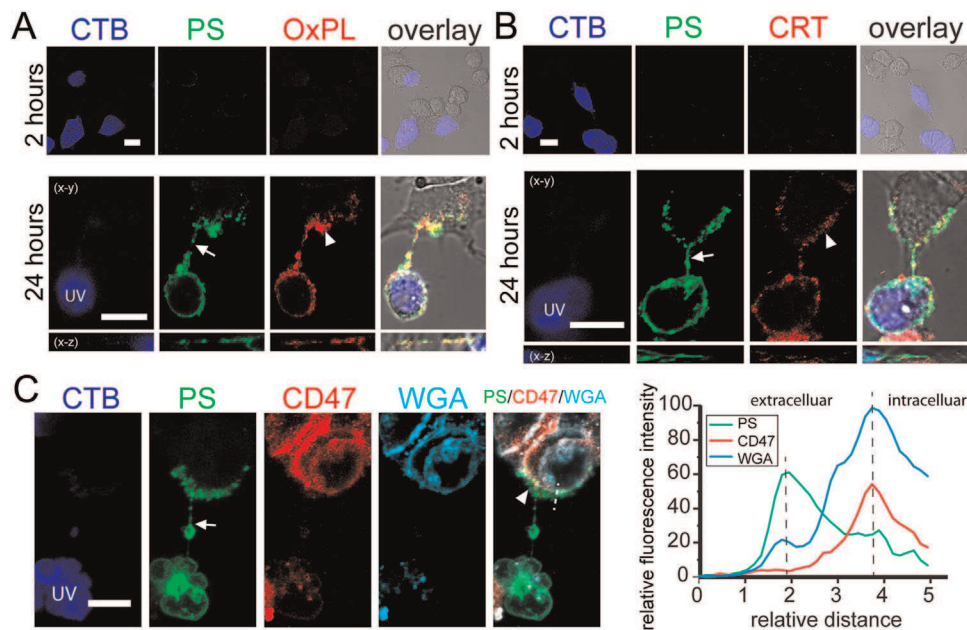 A
CTB PS OxPL overlay
2 hours
24 hours
(x-y)
UV
(x-z)
B
CTB PS CRT overlay
2 hours
24 hours
(x-y)
UV
(x-z)
C
CTB PS CD47 WGA PS/CD47/WGA
UV
relative fluorescence intensity
100
80
60
40
20
0
extracelluar intracelluar
PS
CD47
WGA
0 1 2 3 4 5
relative distance